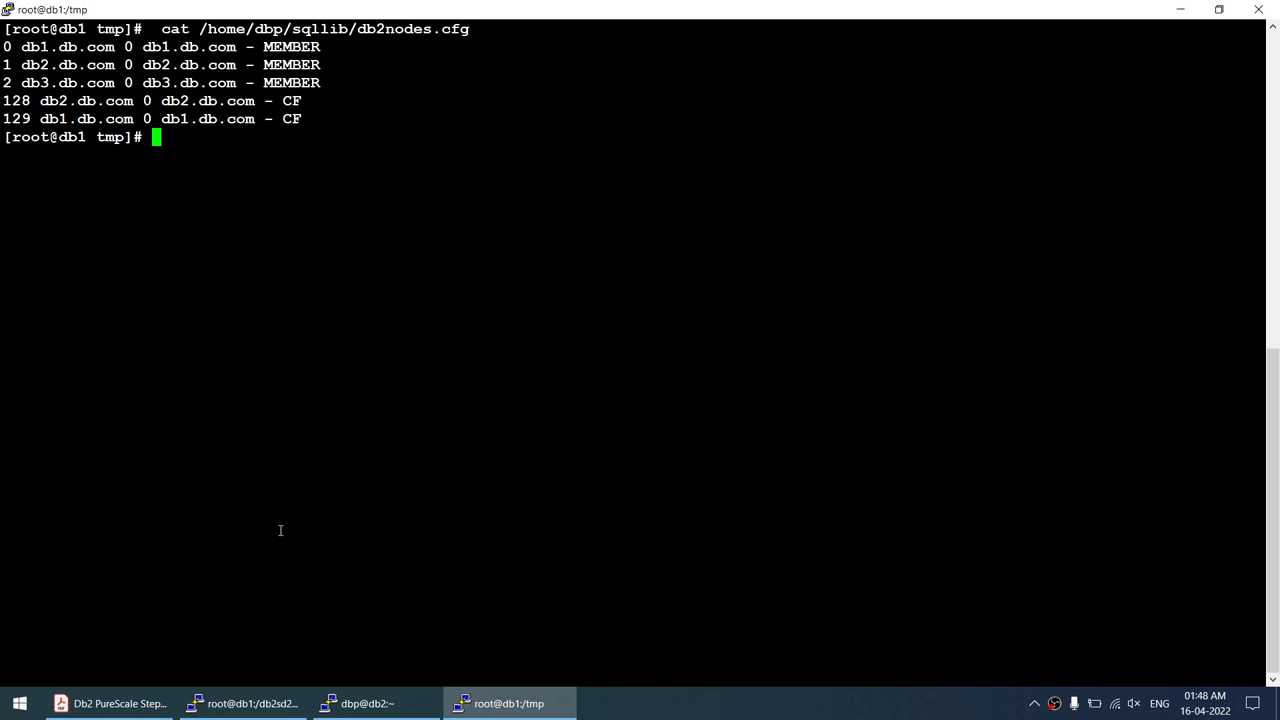 root@db1:/tmp
[root@db1 tmp]#  cat /home/dbp/sqllib/db2nodes.cfg
0 db1.db.com 0 db1.db.com - MEMBER
1 db2.db.com 0 db2.db.com - MEMBER
2 db3.db.com 0 db3.db.com - MEMBER
128 db2.db.com 0 db2.db.com - CF
129 db1.db.com 0 db1.db.com - CF
[root@db1 tmp]#
Db2 PureScale Step... root@db1:/db2sd2... dbp@db2:~ root@db1:/tmp ENG 01:48 AM
16-04-2022